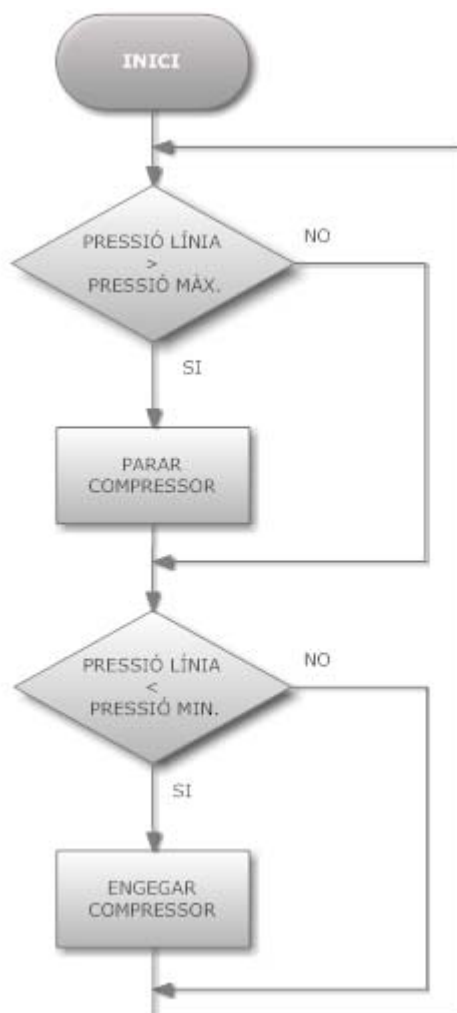 INICI
PRESSIÓ LÍNIA
>
PRESSIÓ MÀX.
NO
SI
PARAR
COMPRESSOR
PRESSIÓ LÍNIA
<
PRESSIÓ MIN.
NO
SI
ENGEGAR
COMPRESSOR